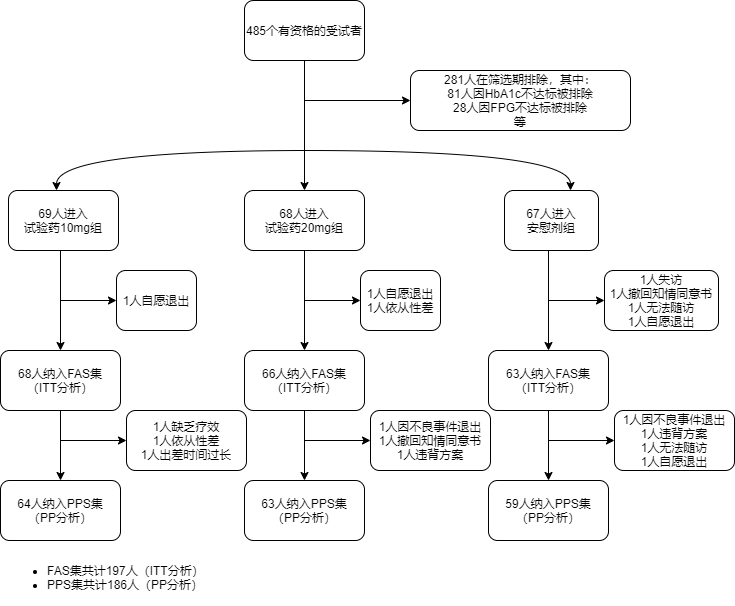 485个有资格的受试者
281人在筛选期排除，其中：
81人因HbA1c不达标被排除
28人因FPG不达标被排除
等
69人进入
试验药10mg组
68人进入
试验药20mg组
67人进入
安慰剂组
1人自愿退出
1人自愿退出
1人依从性差
1人失访
1人撤回知情同意书
1人无法随访
1人自愿退出
68人纳入FAS集
（ITT分析）
66人纳入FAS集
（ITT分析）
63人纳入FAS集
（ITT分析）
1人缺乏疗效
1人依从性差
1人出差时间过长
1人因不良事件退出
1人撤回知情同意书
1人违背方案
1人因不良事件退出
1人违背方案
1人无法随访
1人自愿退出
64人纳入PPS集
（PP分析）
63人纳入PPS集
（PP分析）
59人纳入PPS集
（PP分析）
• FAS集共计197人（ITT分析）
• PPS集共计186人（PP分析）